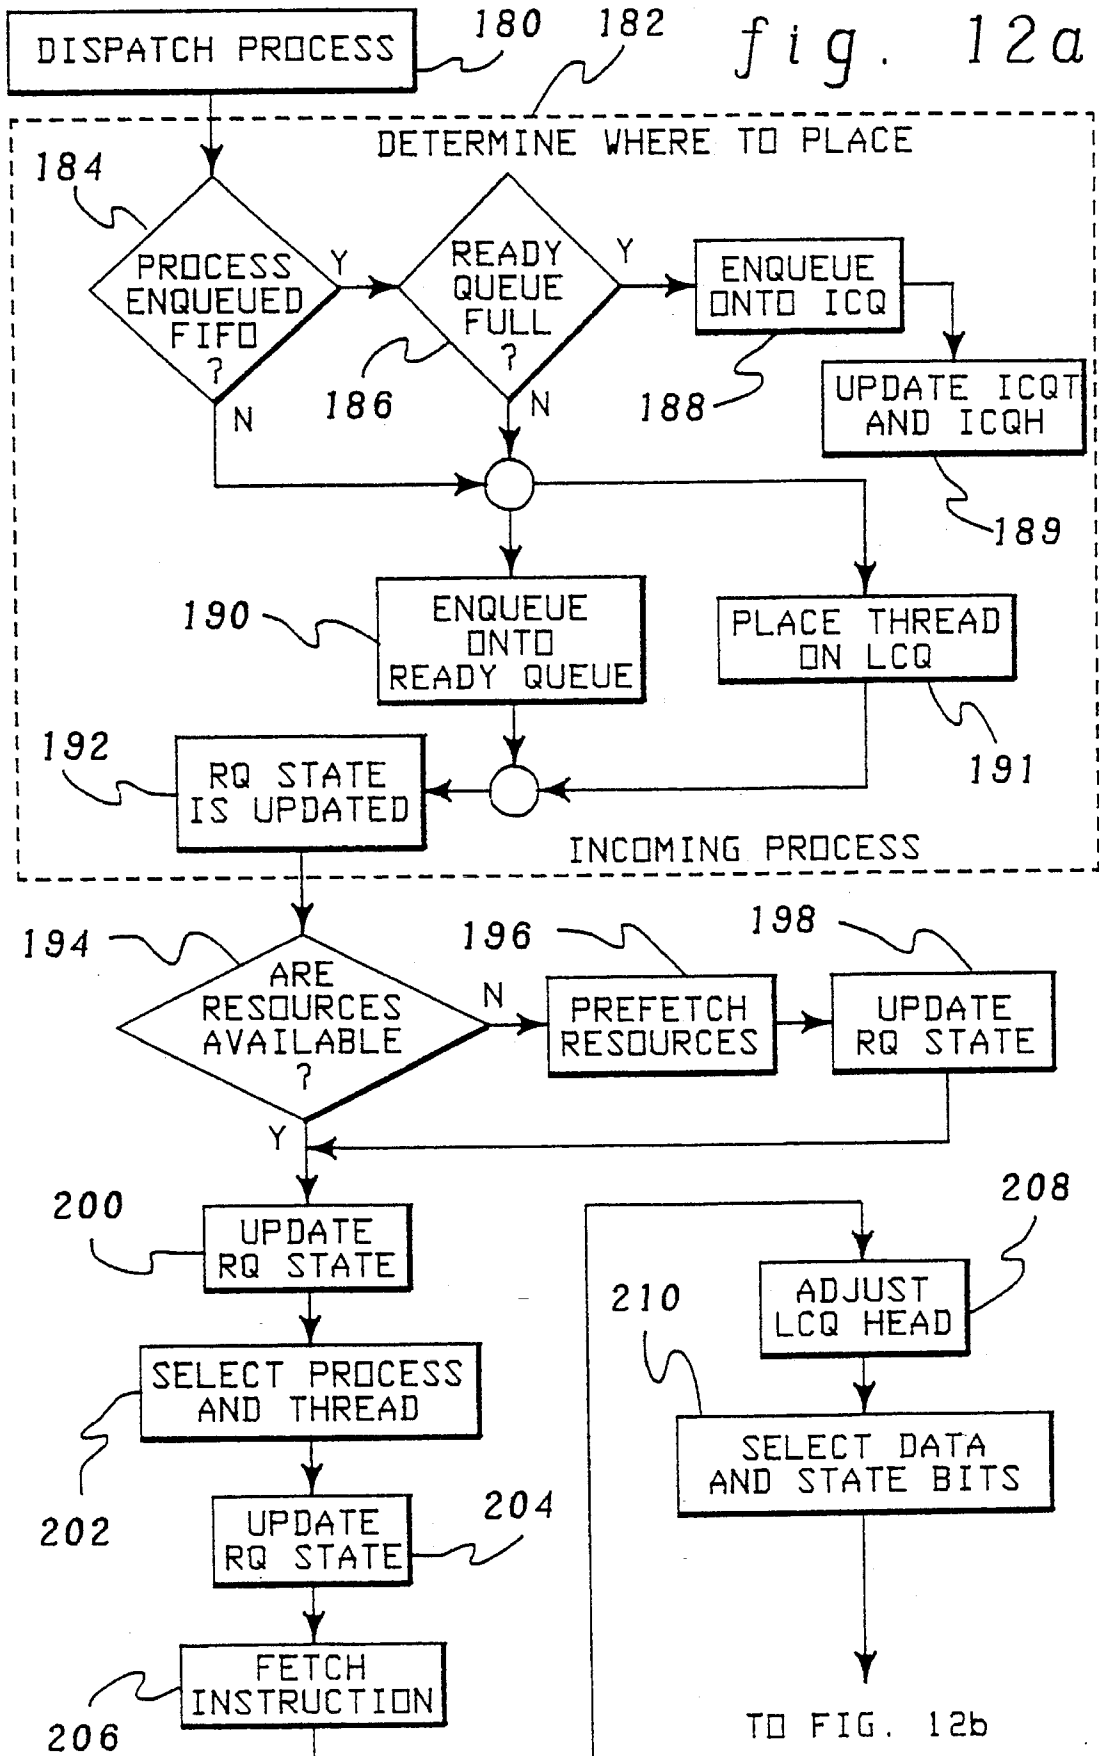 fig. 12a
DISPATCH PROCESS
180
182
DETERMINE WHERE TO PLACE
184
PROCESS
ENQUEUED
FIFO
?
Y
N
READY
QUEUE
FULL
?
186
Y
N
ENQUEUE
ONTO ICQ
188
UPDATE ICQT
AND ICQH
189
190
ENQUEUE
ONTO
READY QUEUE
PLACE THREAD
ON LCQ
191
192
RQ STATE
IS UPDATED
INCOMING PROCESS
194
ARE
RESOURCES
AVAILABLE
?
N
Y
196
PREFETCH
RESOURCES
198
UPDATE
RQ STATE
200
UPDATE
RQ STATE
SELECT PROCESS
AND THREAD
202
UPDATE
RQ STATE
204
FETCH
INSTRUCTION
206
208
ADJUST
LCQ HEAD
210
SELECT DATA
AND STATE BITS
TO FIG. 12b